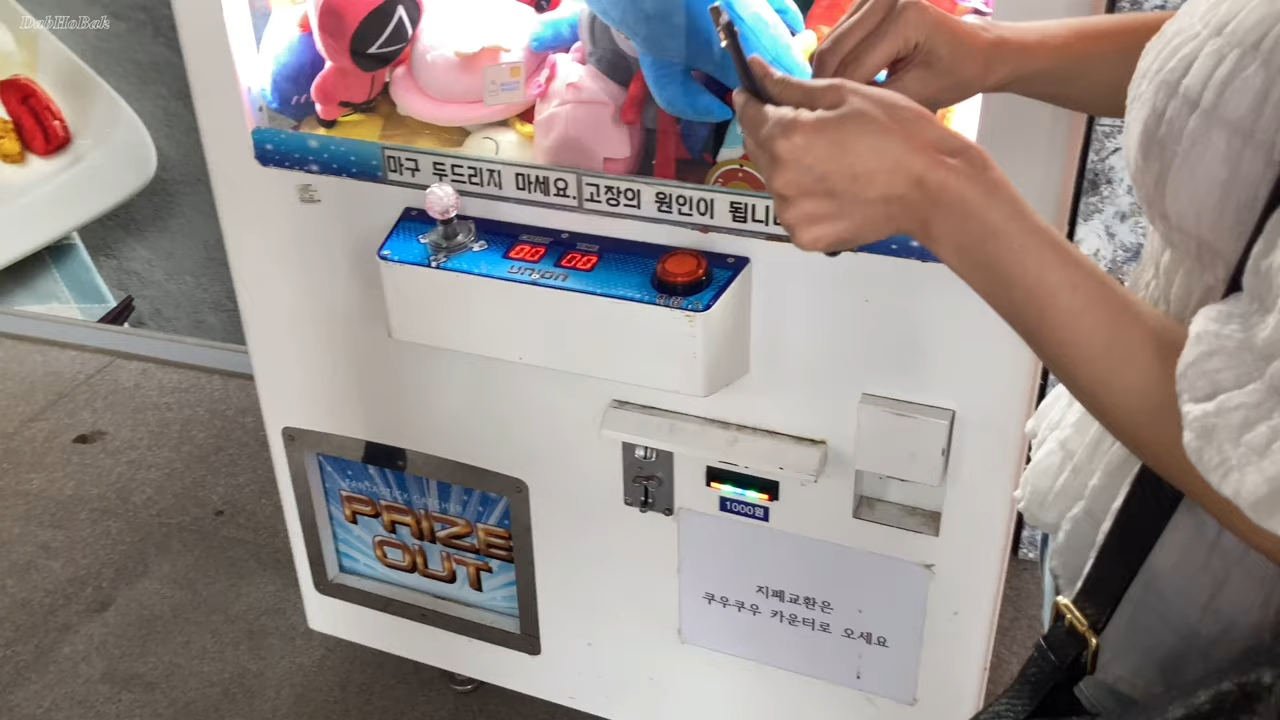 DabHoBak
마구 두드리지 마세요.
고장의 원인이 됩니
00 00
UNION
FANTASTICK CATCHER
PRIZE
OUT
1000원
지폐교환은
쿠우쿠우 카운터로 오세요